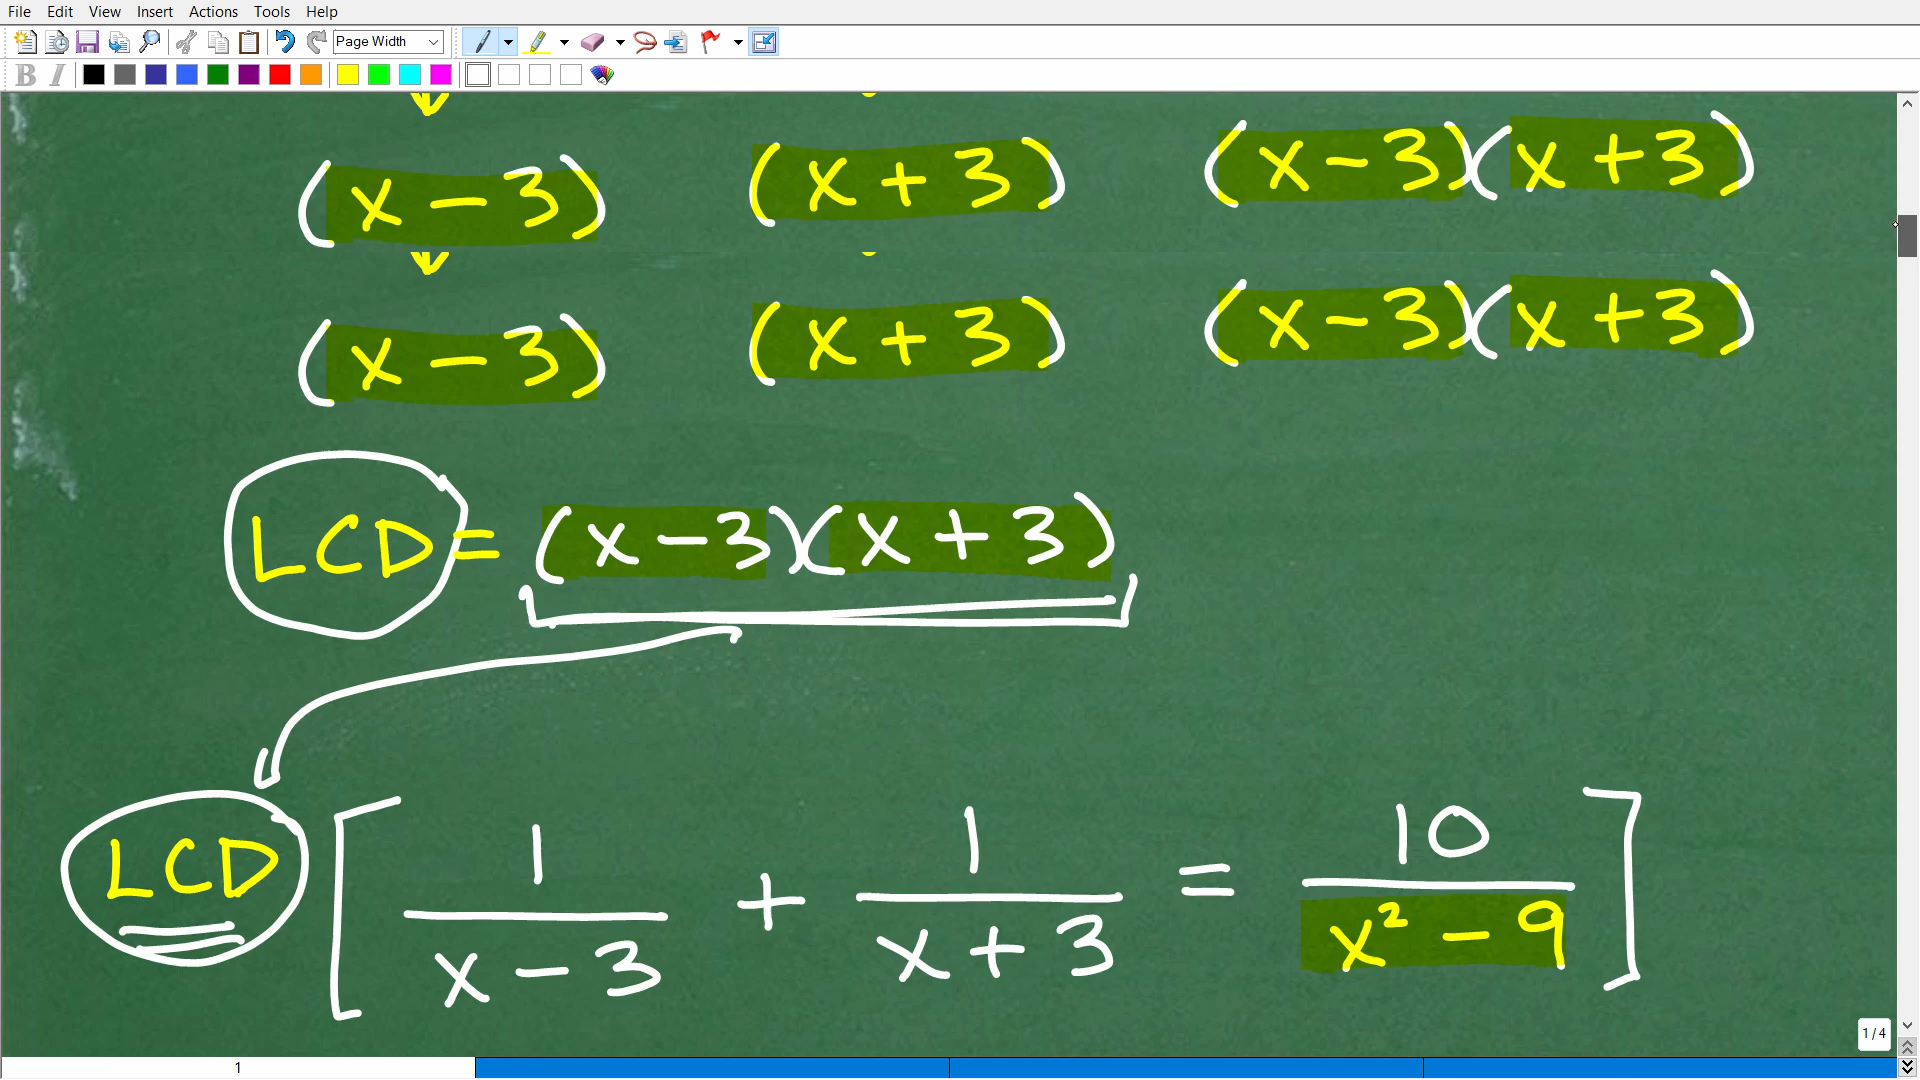 File Edit View Insert Actions Tools Help
Page Width
B I
(x - 3) (x + 3) (x - 3)(x + 3)
(x - 3) (x + 3) (x - 3)(x + 3)
LCD = (x - 3)(x + 3)
LCD [ 1/(x - 3) + 1/(x + 3) = 10/(x² - 9) ]
1/4
1